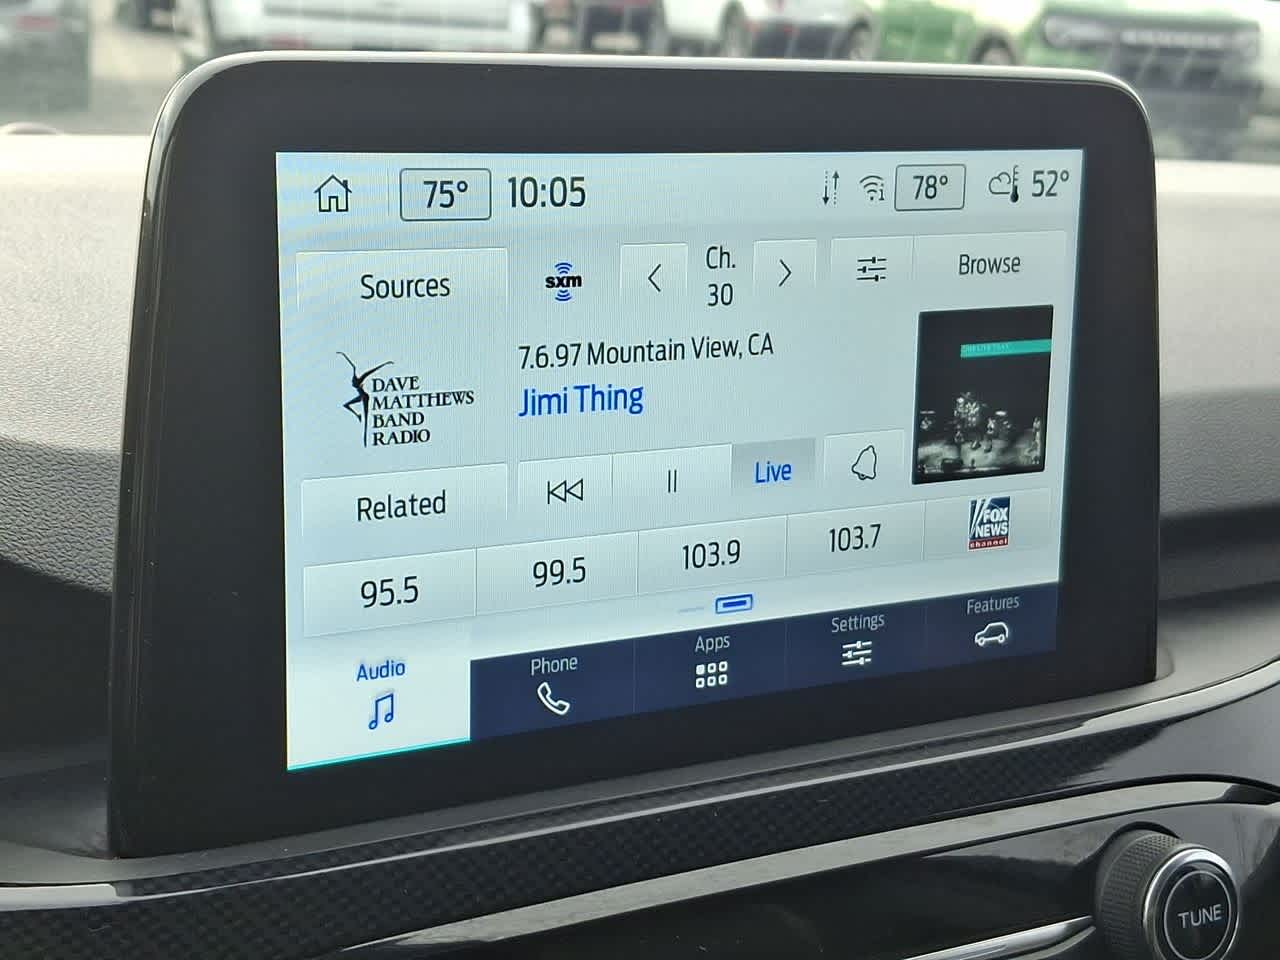 75° 10:05 78° 52°
Sources
sxm
Ch.
30
Browse
7.6.97 Mountain View, CA
Jimi Thing
DAVE
MATTHEWS
BAND
RADIO
Related
Live
95.5
99.5
103.9
103.7
FOX
NEWS
channel
Audio
Phone
Apps
Settings
Features
TUNE